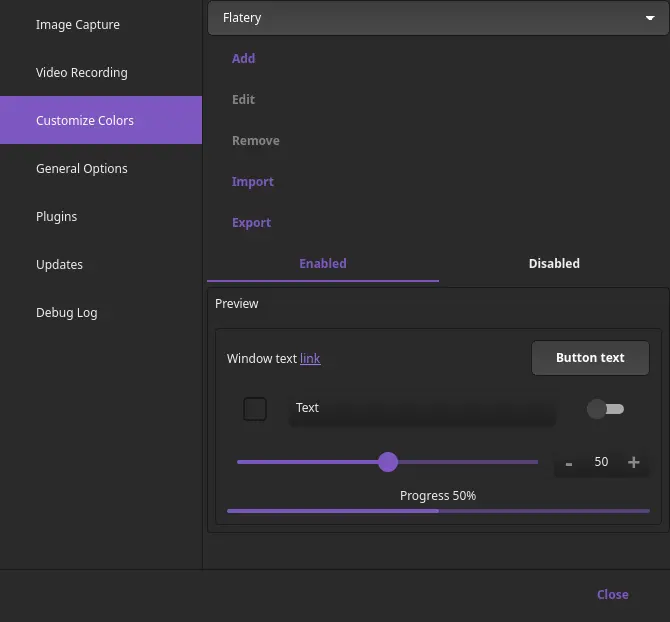 Image Capture
Video Recording
Customize Colors
General Options
Plugins
Updates
Debug Log
Flatery
Add
Edit
Remove
Import
Export
Enabled Disabled
Preview
Window text link Button text
Text
- 50 +
Progress 50%
Close